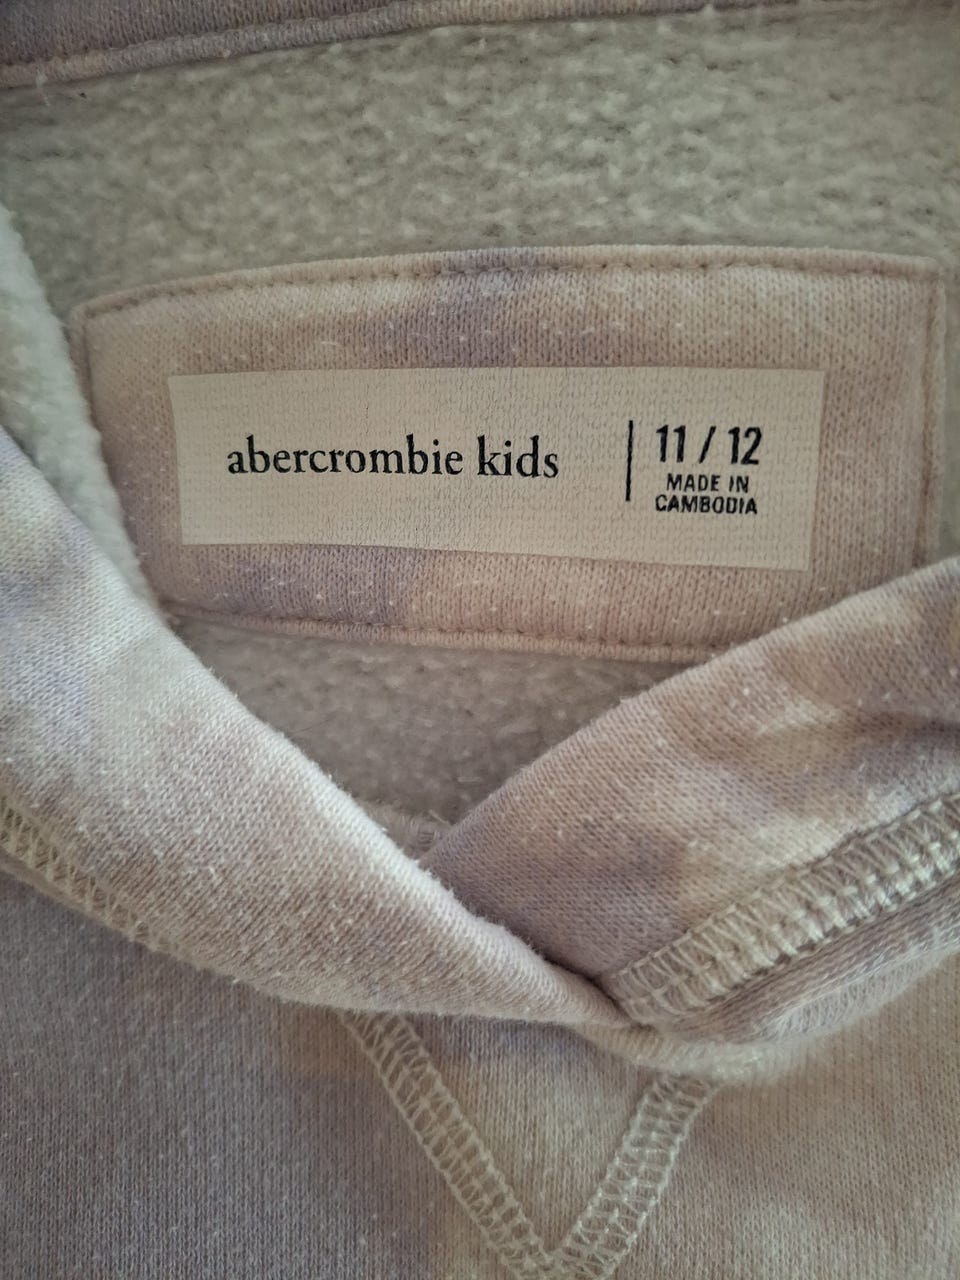 abercrombie kids
11 / 12
MADE IN
CAMBODIA